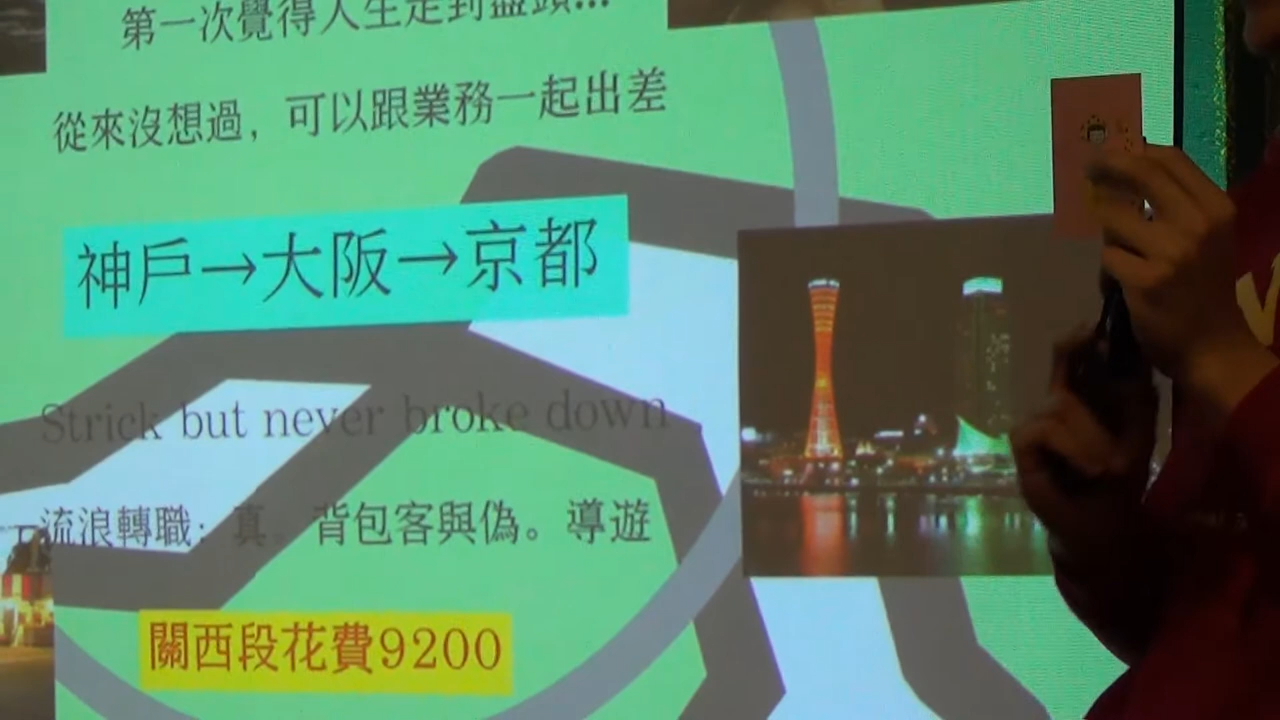 第一次覺得人生走到盡頭...
從來沒想過，可以跟業務一起出差
神戶→大阪→京都
Strick but never broke down
流浪轉職：真。背包客與偽。導遊
關西段花費9200